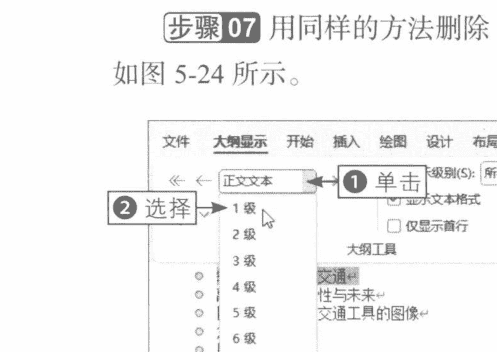 步骤 07 用同样的方法删除
如图 5-24 所示。
文件 大纲显示 开始 插入 绘图 设计 布局
正文文本
❶ 单击
级别(S): 所
❷ 选择
1 级
显示文本格式
2 级
仅显示首行
3 级
大纲工具
4 级
交通↵
性与未来↵
5 级
交通工具的图像↵
6 级